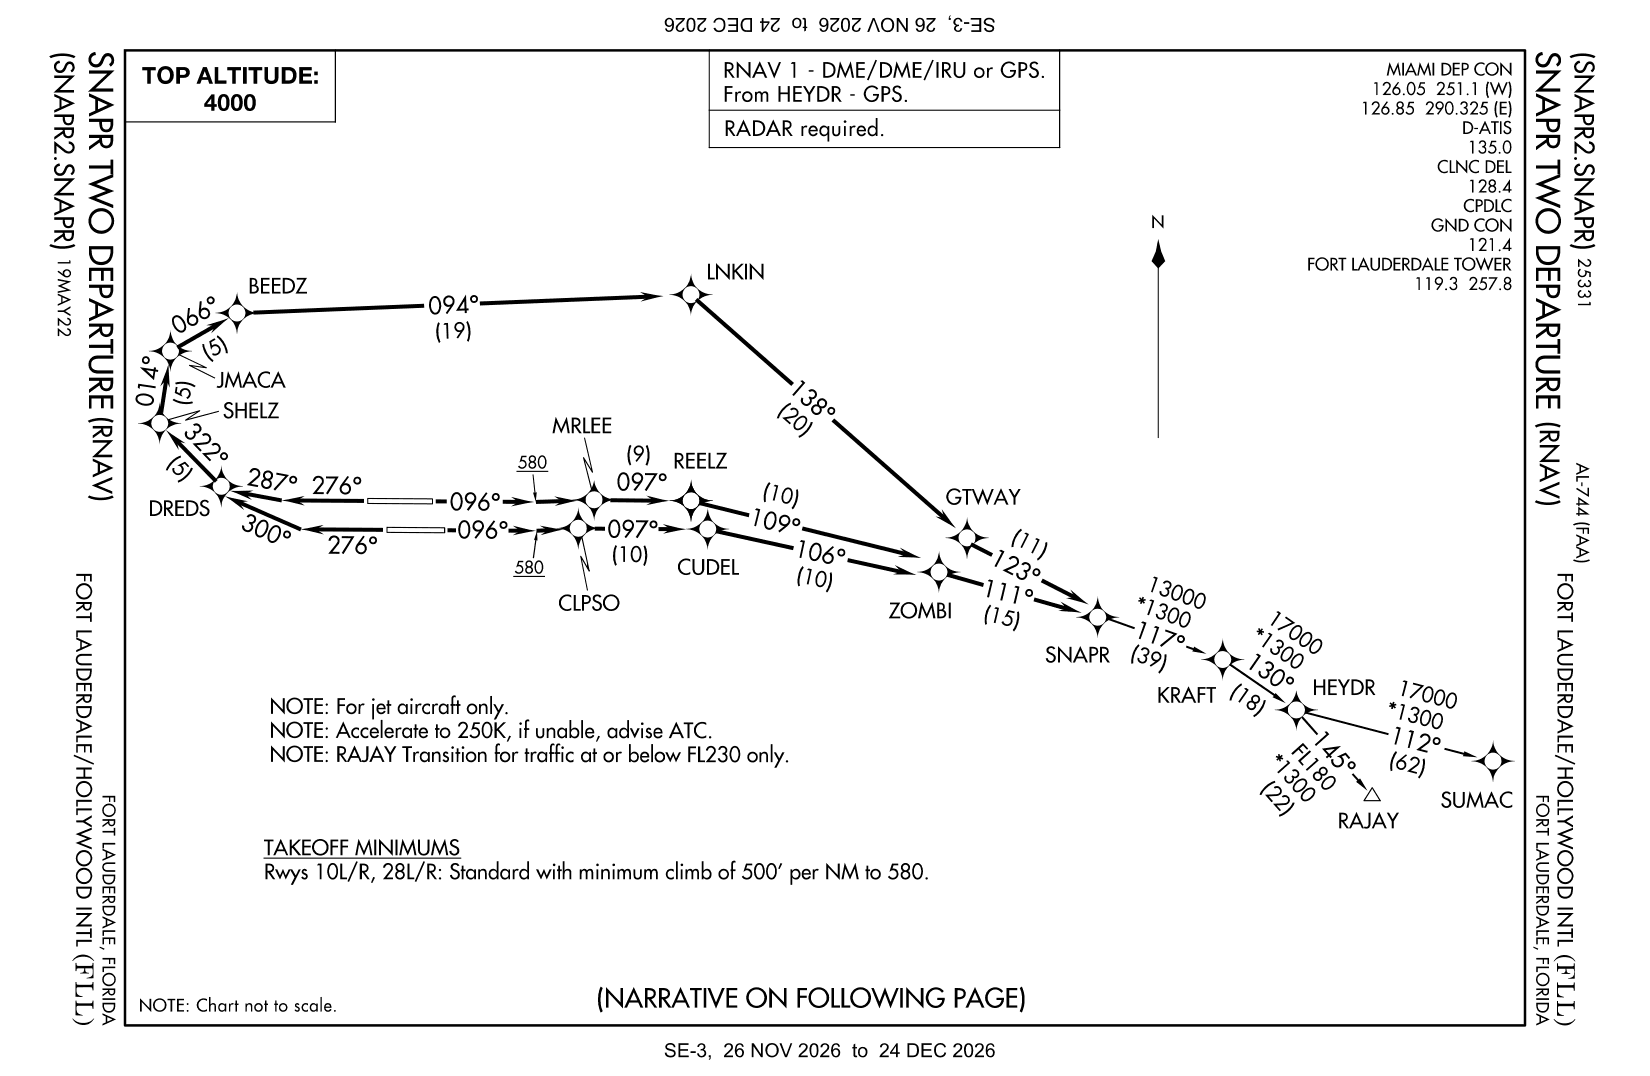 SE-3, 26 NOV 2026 to 24 DEC 2026
(SNAPR2.SNAPR) 19MAY22
SNAPR TWO DEPARTURE (RNAV)
FORT LAUDERDALE/HOLLYWOOD INTL (FLL)
FORT LAUDERDALE, FLORIDA
TOP ALTITUDE:
4000
RNAV 1 - DME/DME/IRU or GPS.
From HEYDR - GPS.
RADAR required.
MIAMI DEP CON
126.05 251.1 (W)
126.85 290.325 (E)
D-ATIS
135.0
CLNC DEL
128.4
CPDLC
GND CON
121.4
FORT LAUDERDALE TOWER
119.3 257.8
(SNAPR2.SNAPR) 25331
SNAPR TWO DEPARTURE (RNAV)
AL-744 (FAA)
FORT LAUDERDALE/HOLLYWOOD INTL (FLL)
FORT LAUDERDALE, FLORIDA
N
LNKIN
BEEDZ
094°
(19)
066°
(5)
JMACA
014°
(5)
SHELZ
322°
(5)
DREDS
287°
276°
300°
276°
096°
096°
580
580
MRLEE
(9)
097°
REELZ
CLPSO
097°
(10)
CUDEL
(10)
109°
106°
(10)
138°
(20)
GTWAY
(11)
123°
ZOMBI
111°
(15)
SNAPR
13000
*1300
117°
(39)
KRAFT
17000
*1300
130°
(18)
HEYDR
17000
*1300
112°
(62)
SUMAC
145°
FL180
*1300
(22)
RAJAY
NOTE: For jet aircraft only.
NOTE: Accelerate to 250K, if unable, advise ATC.
NOTE: RAJAY Transition for traffic at or below FL230 only.
TAKEOFF MINIMUMS
Rwys 10L/R, 28L/R: Standard with minimum climb of 500' per NM to 580.
(NARRATIVE ON FOLLOWING PAGE)
NOTE: Chart not to scale.
SE-3, 26 NOV 2026 to 24 DEC 2026